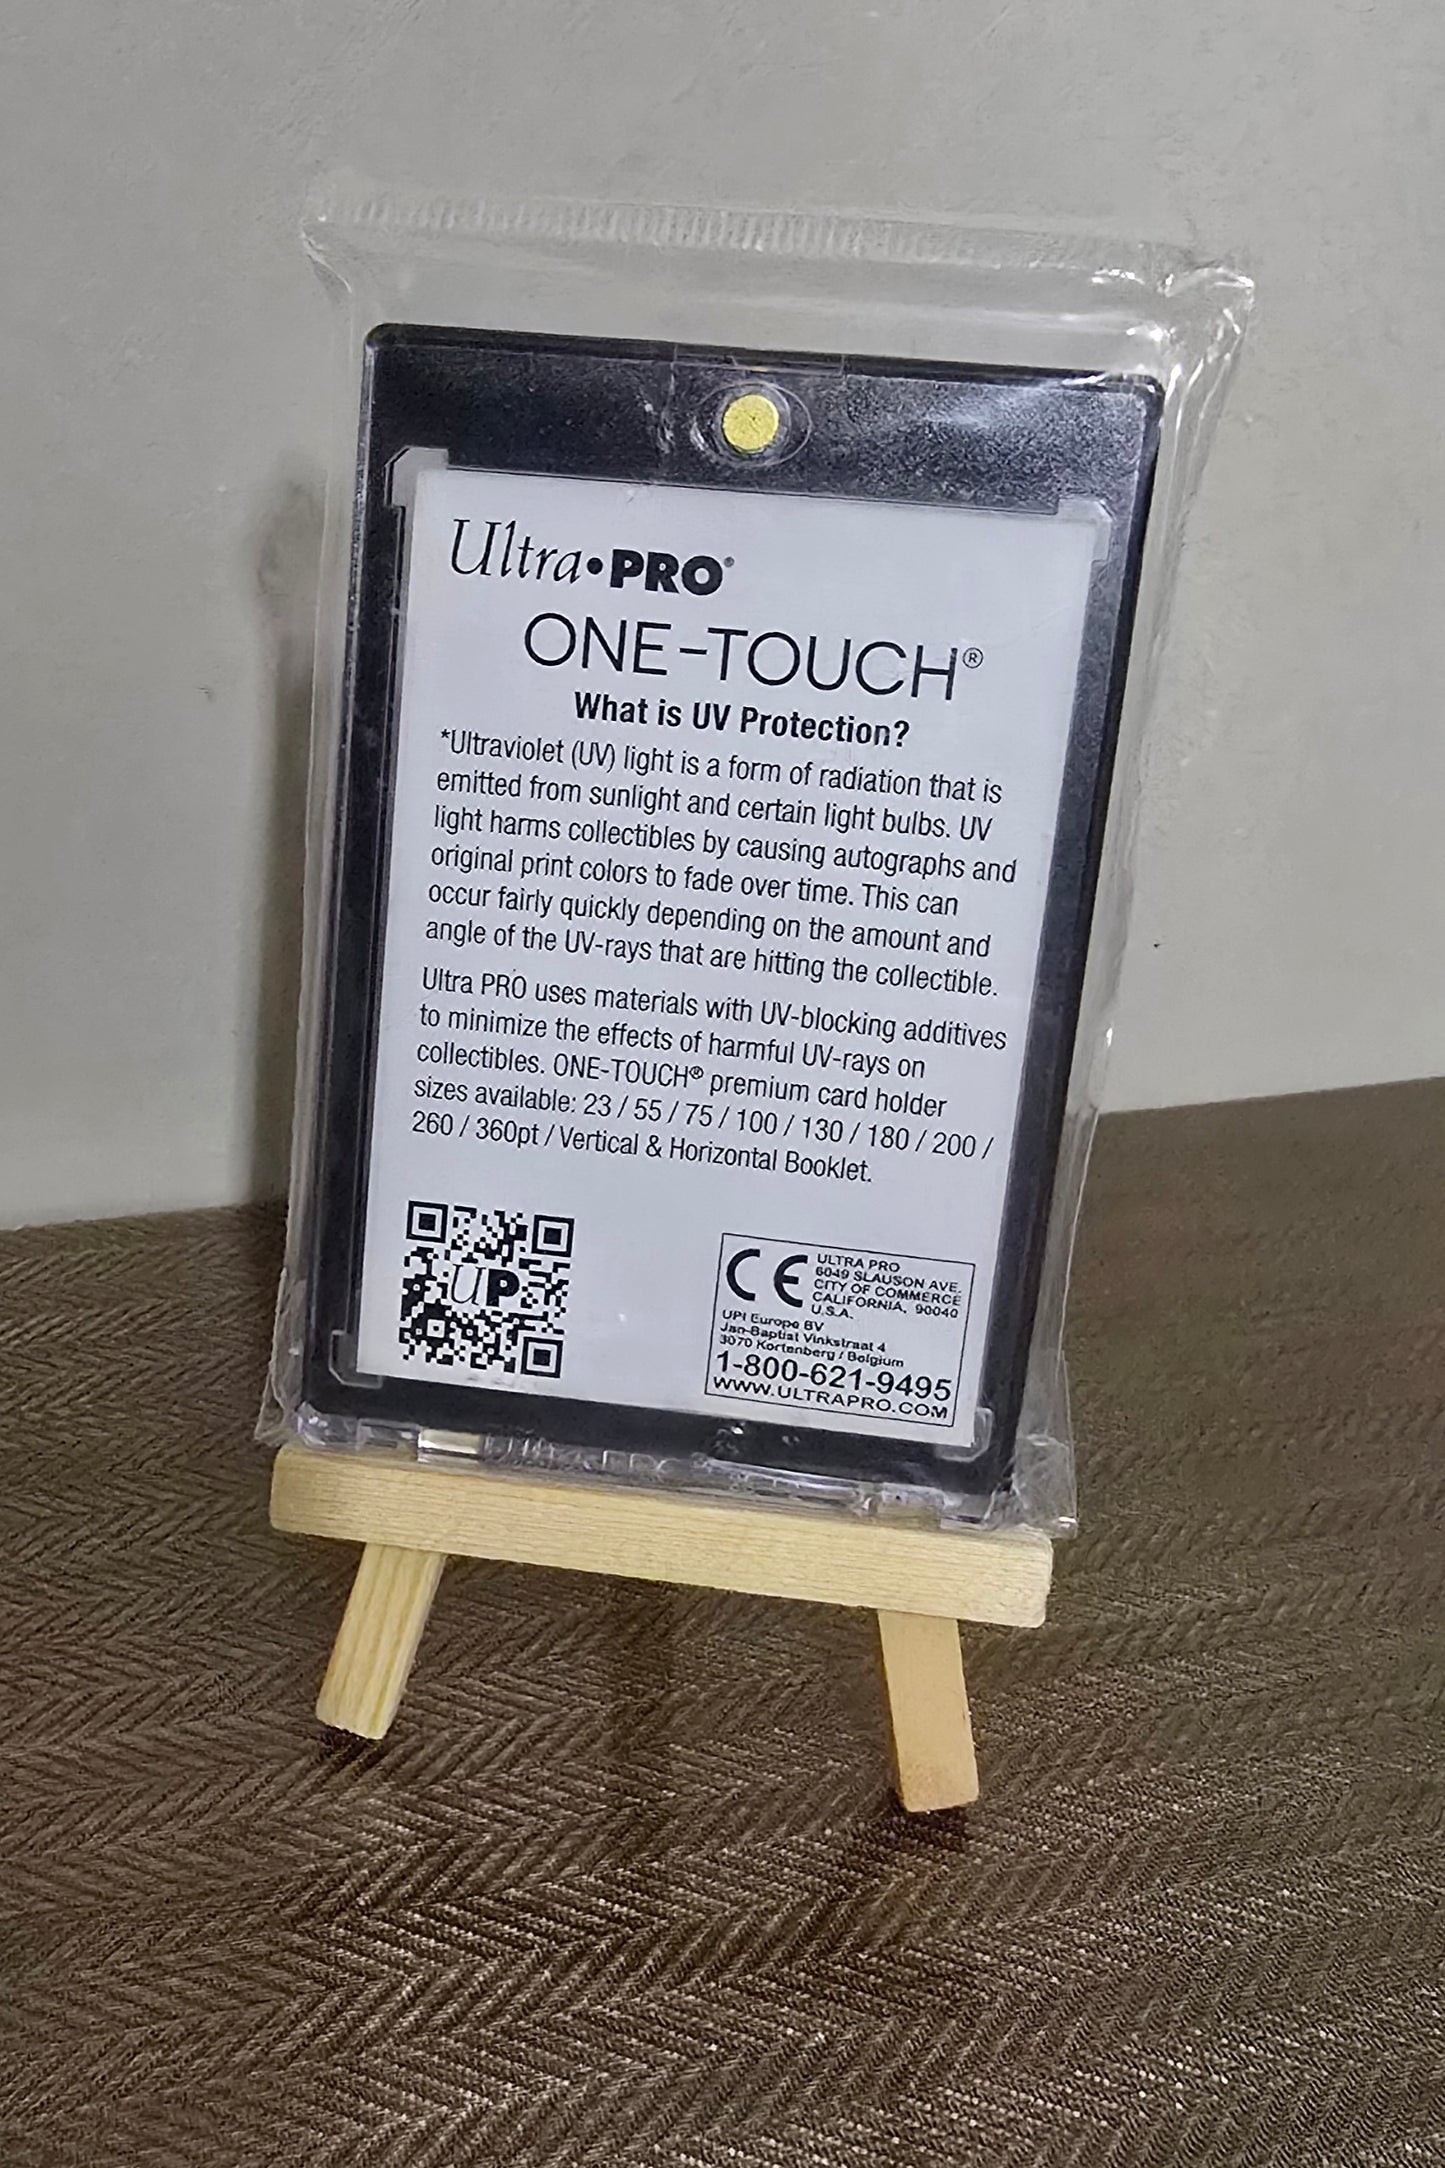 Ultra•PRO®
ONE-TOUCH®
What is UV Protection?
*Ultraviolet (UV) light is a form of radiation that is
emitted from sunlight and certain light bulbs. UV
light harms collectibles by causing autographs and
original print colors to fade over time. This can
occur fairly quickly depending on the amount and
angle of the UV-rays that are hitting the collectible.
Ultra PRO uses materials with UV-blocking additives
to minimize the effects of harmful UV-rays on
collectibles. ONE-TOUCH® premium card holder
sizes available: 23 / 55 / 75 / 100 / 130 / 180 / 200 /
260 / 360pt / Vertical & Horizontal Booklet.
UP
CE
ULTRA PRO
6049 SLAUSON AVE.
CITY OF COMMERCE
CALIFORNIA, 90040
U.S.A.
UPI Europe BV
Jan-Baptist Vinkstraat 4
3070 Kortenberg / Belgium
1-800-621-9495
WWW.ULTRAPRO.COM